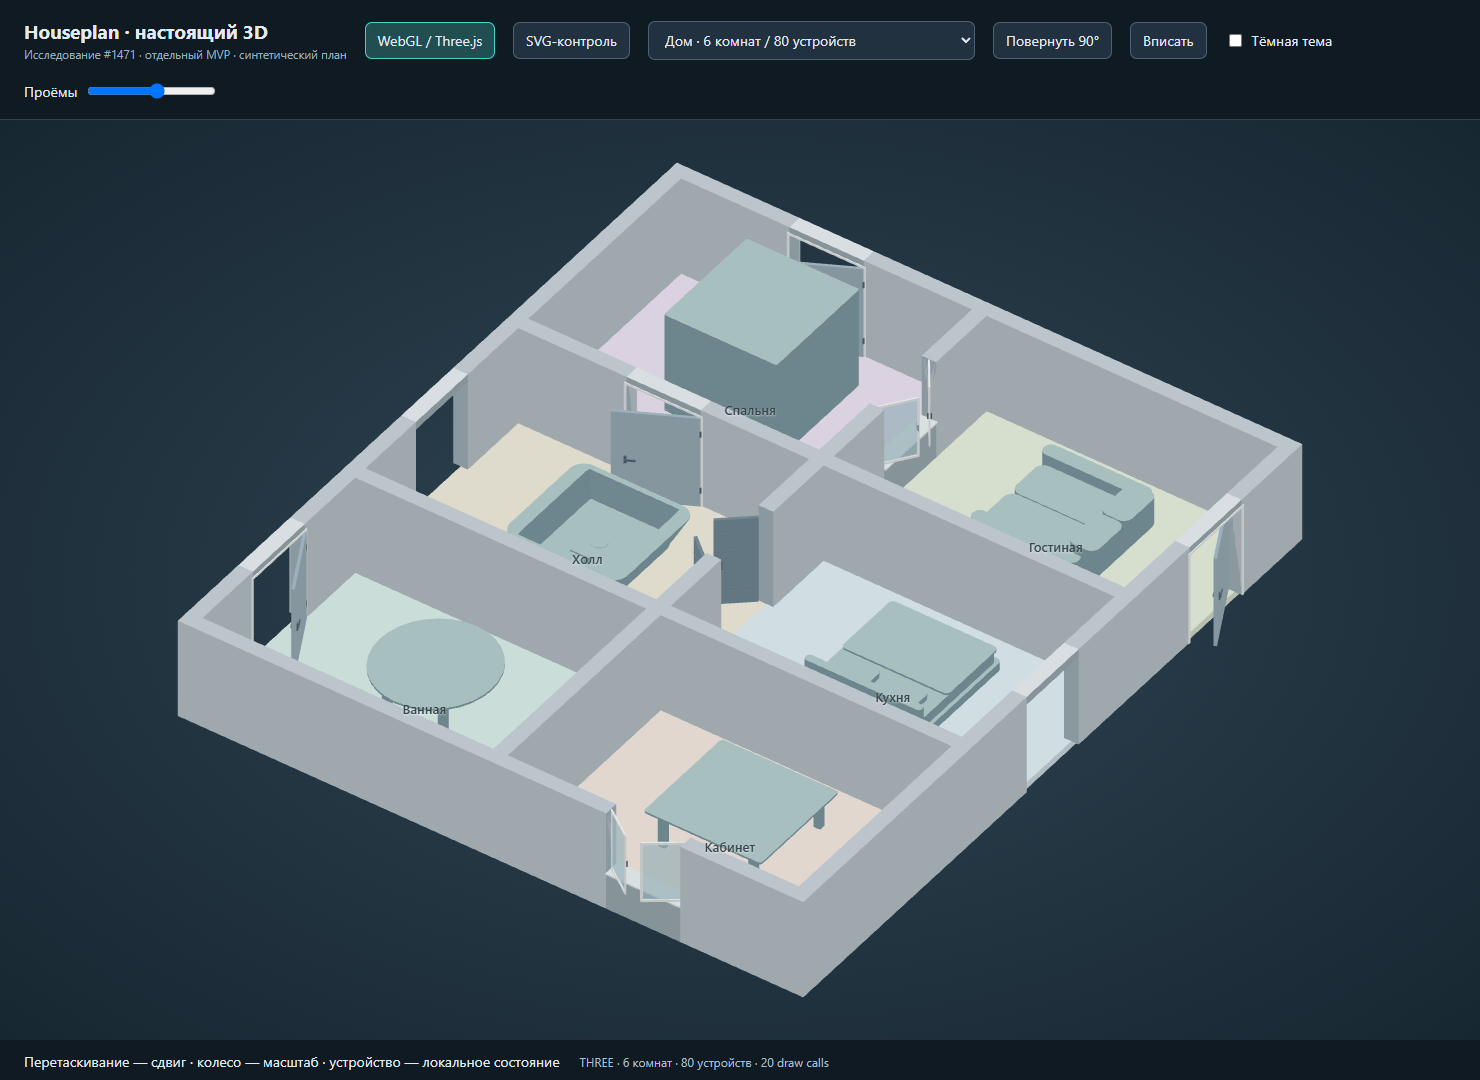 Houseplan · настоящий 3D
Исследование #1471 · отдельный MVP · синтетический план
WebGL / Three.js
SVG-контроль
Дом · 6 комнат / 80 устройств
Повернуть 90°
Вписать
Тёмная тема
Проёмы
Спальня
Гостиная
Холл
Кухня
Ванная
Кабинет
Перетаскивание — сдвиг · колесо — масштаб · устройство — локальное состояние
THREE · 6 комнат · 80 устройств · 20 draw calls